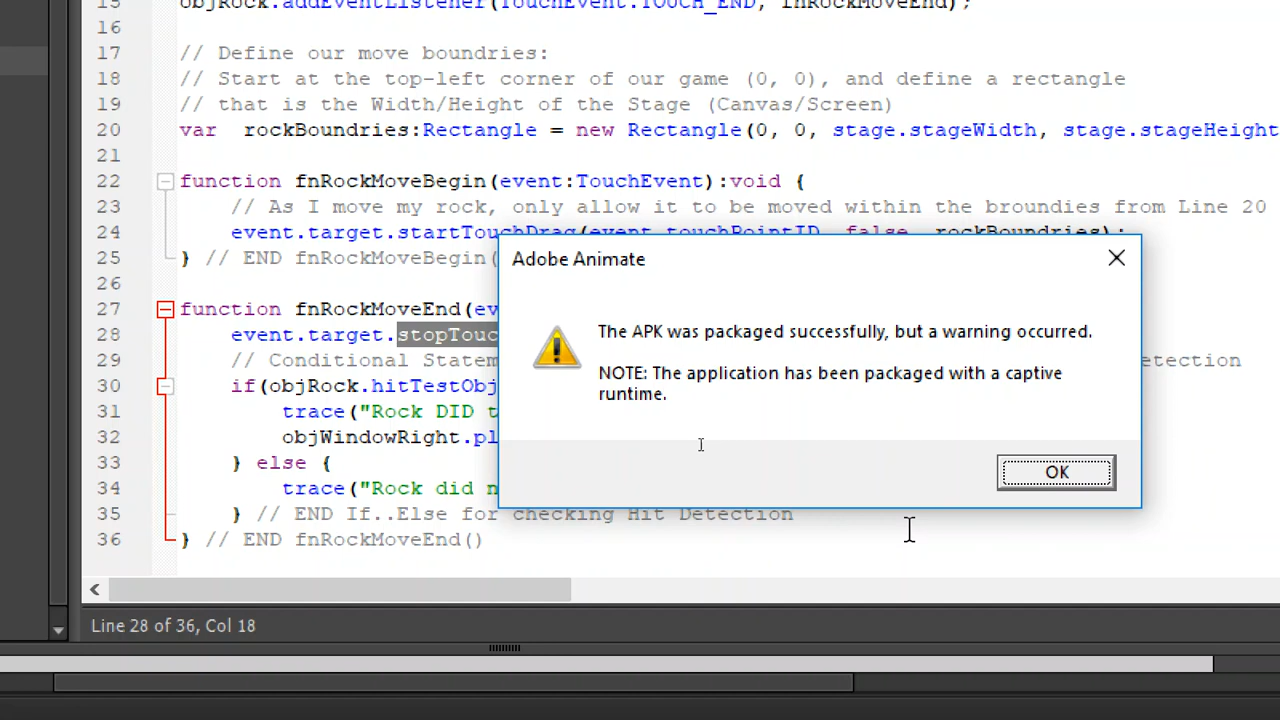 15 objRock.addEventListener(TouchEvent.TOUCH_END, fnRockMoveEnd);
16
17 // Define our move boundries:
18 // Start at the top-left corner of our game (0, 0), and define a rectangle
19 // that is the Width/Height of the Stage (Canvas/Screen)
20 var rockBoundries:Rectangle = new Rectangle(0, 0, stage.stageWidth, stage.stageHeight
21
22 function fnRockMoveBegin(event:TouchEvent):void {
23 // As I move my rock, only allow it to be moved within the broundies from Line 20
24 event.target.startTouchDrag(event.touchPointID, false, rockBoundries);
25 } // END fnRockMoveBegin(
26
27 function fnRockMoveEnd(ev
28 event.target.stopTouc
29 // Conditional Statem etection
30 if(objRock.hitTestObj
31 trace("Rock DID t
32 objWindowRight.pl
33 } else {
34 trace("Rock did n
35 } // END If..Else for checking Hit Detection
36 } // END fnRockMoveEnd()
Adobe Animate
The APK was packaged successfully, but a warning occurred.
NOTE: The application has been packaged with a captive
runtime.
OK
Line 28 of 36, Col 18